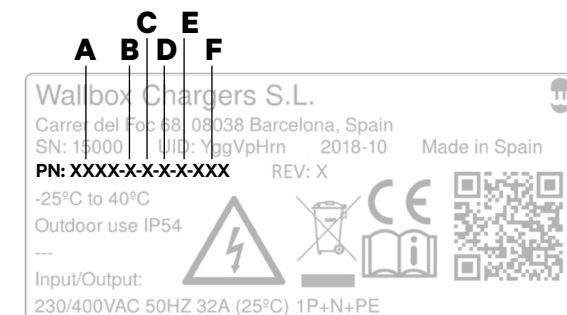 C E
A B D F
Wallbox Chargers S.L.
Carrer del Foc 68, 08038 Barcelona, Spain
SN: 15000 UID: YggVpHrn 2018-10 Made in Spain
PN: XXXX-X-X-X-X-XXX REV: X
-25ºC to 40ºC
Outdoor use IP54
---
Input/Output:
230/400VAC 50HZ 32A (25ºC) 1P+N+PE
CE
i